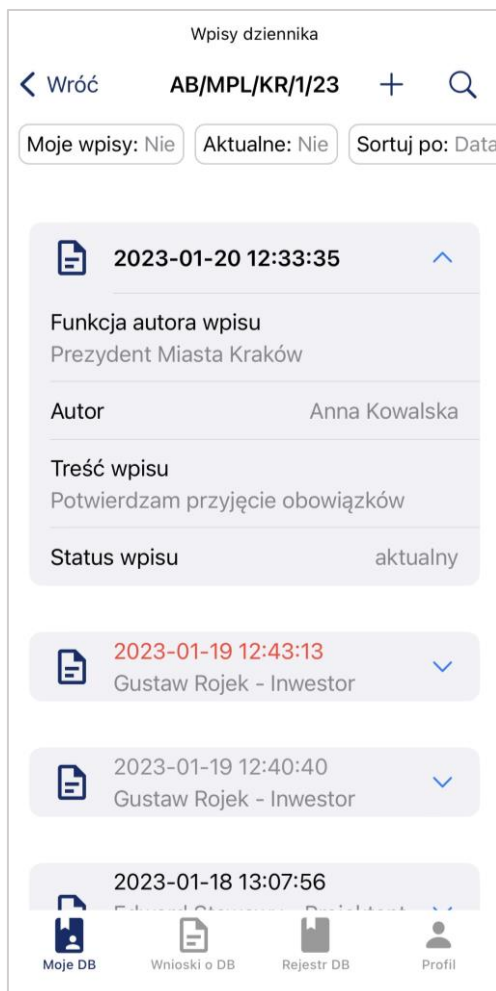 Wpisy dziennika
Wróć AB/MPL/KR/1/23
Moje wpisy: Nie Aktualne: Nie Sortuj po: Data
2023-01-20 12:33:35
Funkcja autora wpisu
Prezydent Miasta Kraków
Autor Anna Kowalska
Treść wpisu
Potwierdzam przyjęcie obowiązków
Status wpisu aktualny
2023-01-19 12:43:13
Gustaw Rojek - Inwestor
2023-01-19 12:40:40
Gustaw Rojek - Inwestor
2023-01-18 13:07:56
Moje DB Wnioski o DB Rejestr DB Profil